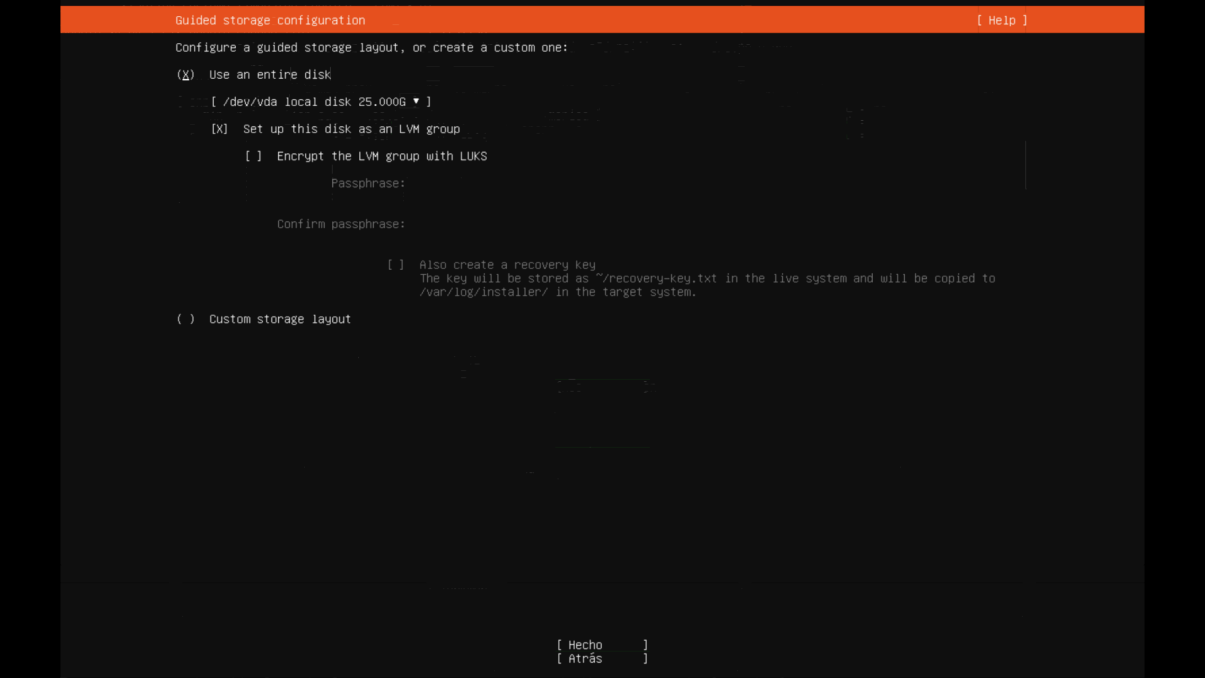 Guided storage configuration [ Help ]
Configure a guided storage layout, or create a custom one:
(X) Use an entire disk
[ /dev/vda local disk 25.000G ▾ ]
[X] Set up this disk as an LVM group
[ ] Encrypt the LVM group with LUKS
Passphrase:
Confirm passphrase:
[ ] Also create a recovery key
The key will be stored as ~/recovery-key.txt in the live system and will be copied to
/var/log/installer/ in the target system.
( ) Custom storage layout
[ Hecho ]
[ Atrás ]